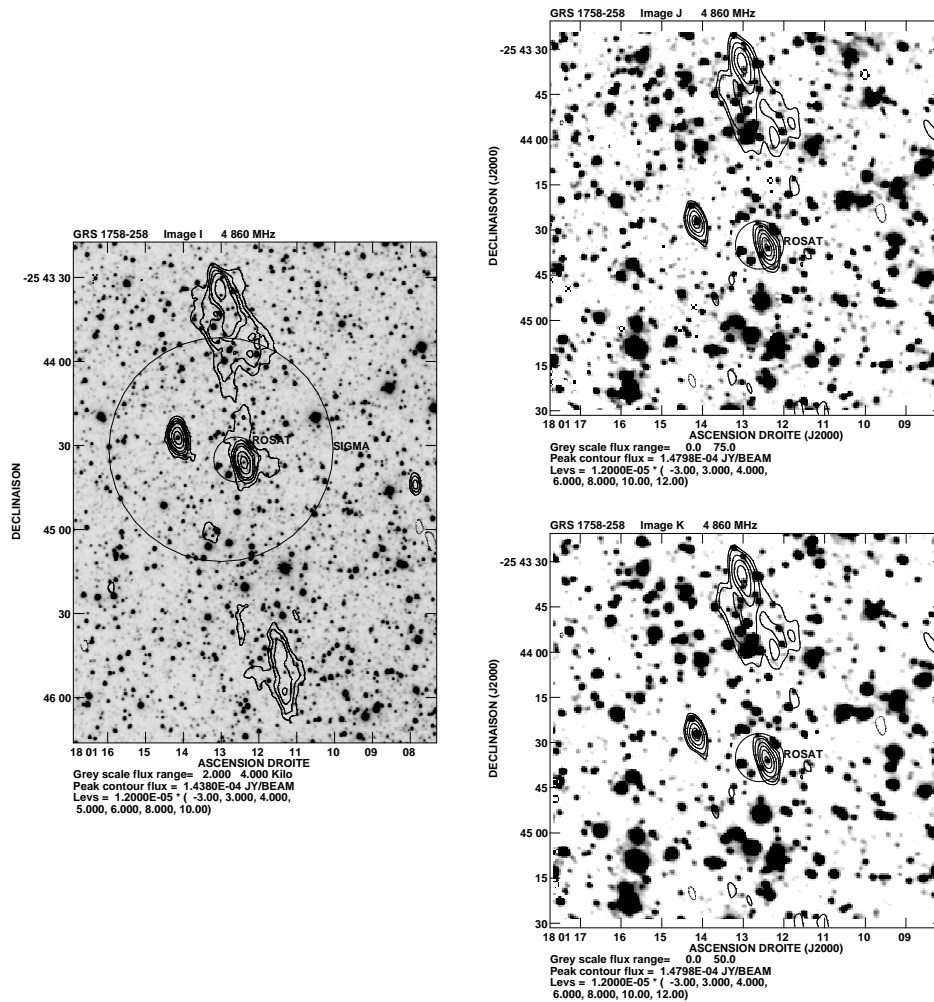 GRS 1758-258 Image I 4 860 MHz
DECLINAISON
-25 43 30
44 00
30
45 00
30
46 00
ROSAT
SIGMA
18 01 16 15 14 13 12 11 10 09 08
ASCENSION DROITE
Grey scale flux range= 2.000 4.000 Kilo
Peak contour flux = 1.4380E-04 JY/BEAM
Levs = 1.2000E-05 * ( -3.00, 3.000, 4.000,
5.000, 6.000, 8.000, 10.00)
GRS 1758-258 Image J 4 860 MHz
DECLINAISON (J2000)
-25 43 30
45
44 00
15
30
45
45 00
15
30
ROSAT
18 01 17 16 15 14 13 12 11 10 09
ASCENSION DROITE (J2000)
Grey scale flux range= 0.0 75.0
Peak contour flux = 1.4798E-04 JY/BEAM
Levs = 1.2000E-05 * ( -3.00, 3.000, 4.000,
6.000, 8.000, 10.00, 12.00)
GRS 1758-258 Image K 4 860 MHz
DECLINAISON (J2000)
-25 43 30
45
44 00
15
30
45
45 00
15
30
ROSAT
18 01 17 16 15 14 13 12 11 10 09
ASCENSION DROITE (J2000)
Grey scale flux range= 0.0 50.0
Peak contour flux = 1.4798E-04 JY/BEAM
Levs = 1.2000E-05 * ( -3.00, 3.000, 4.000,
6.000, 8.000, 10.00, 12.00)